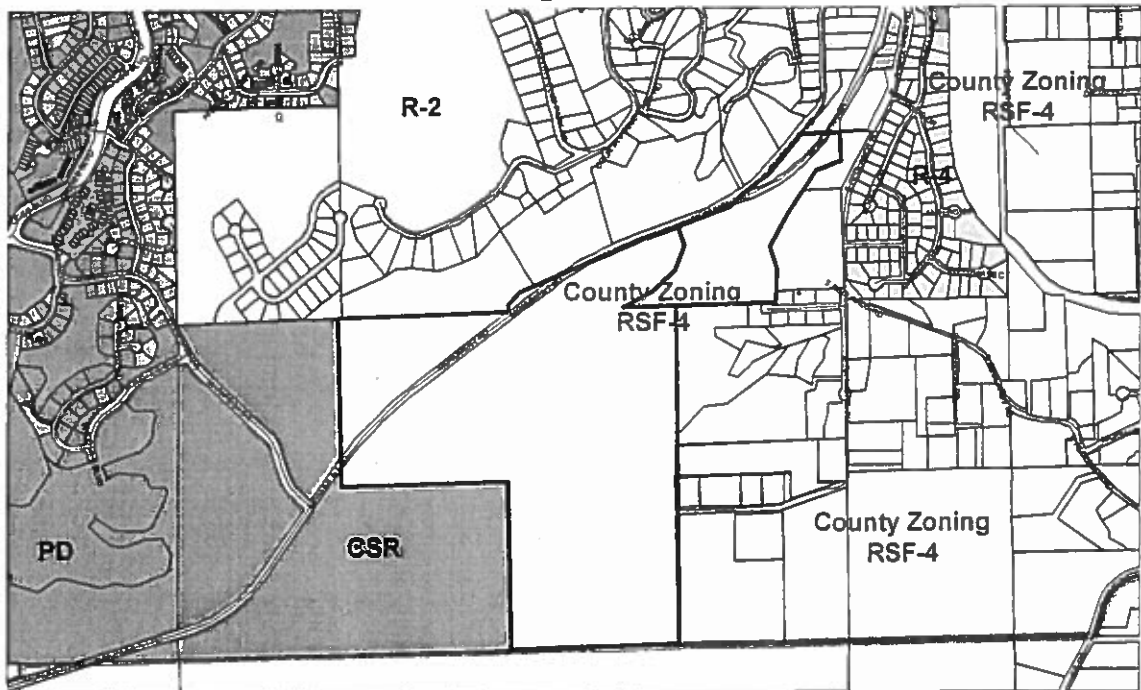 R-2
County Zoning
RSF-4
R-4
County Zoning
RSF-4
County Zoning
RSF-4
PD
CSR